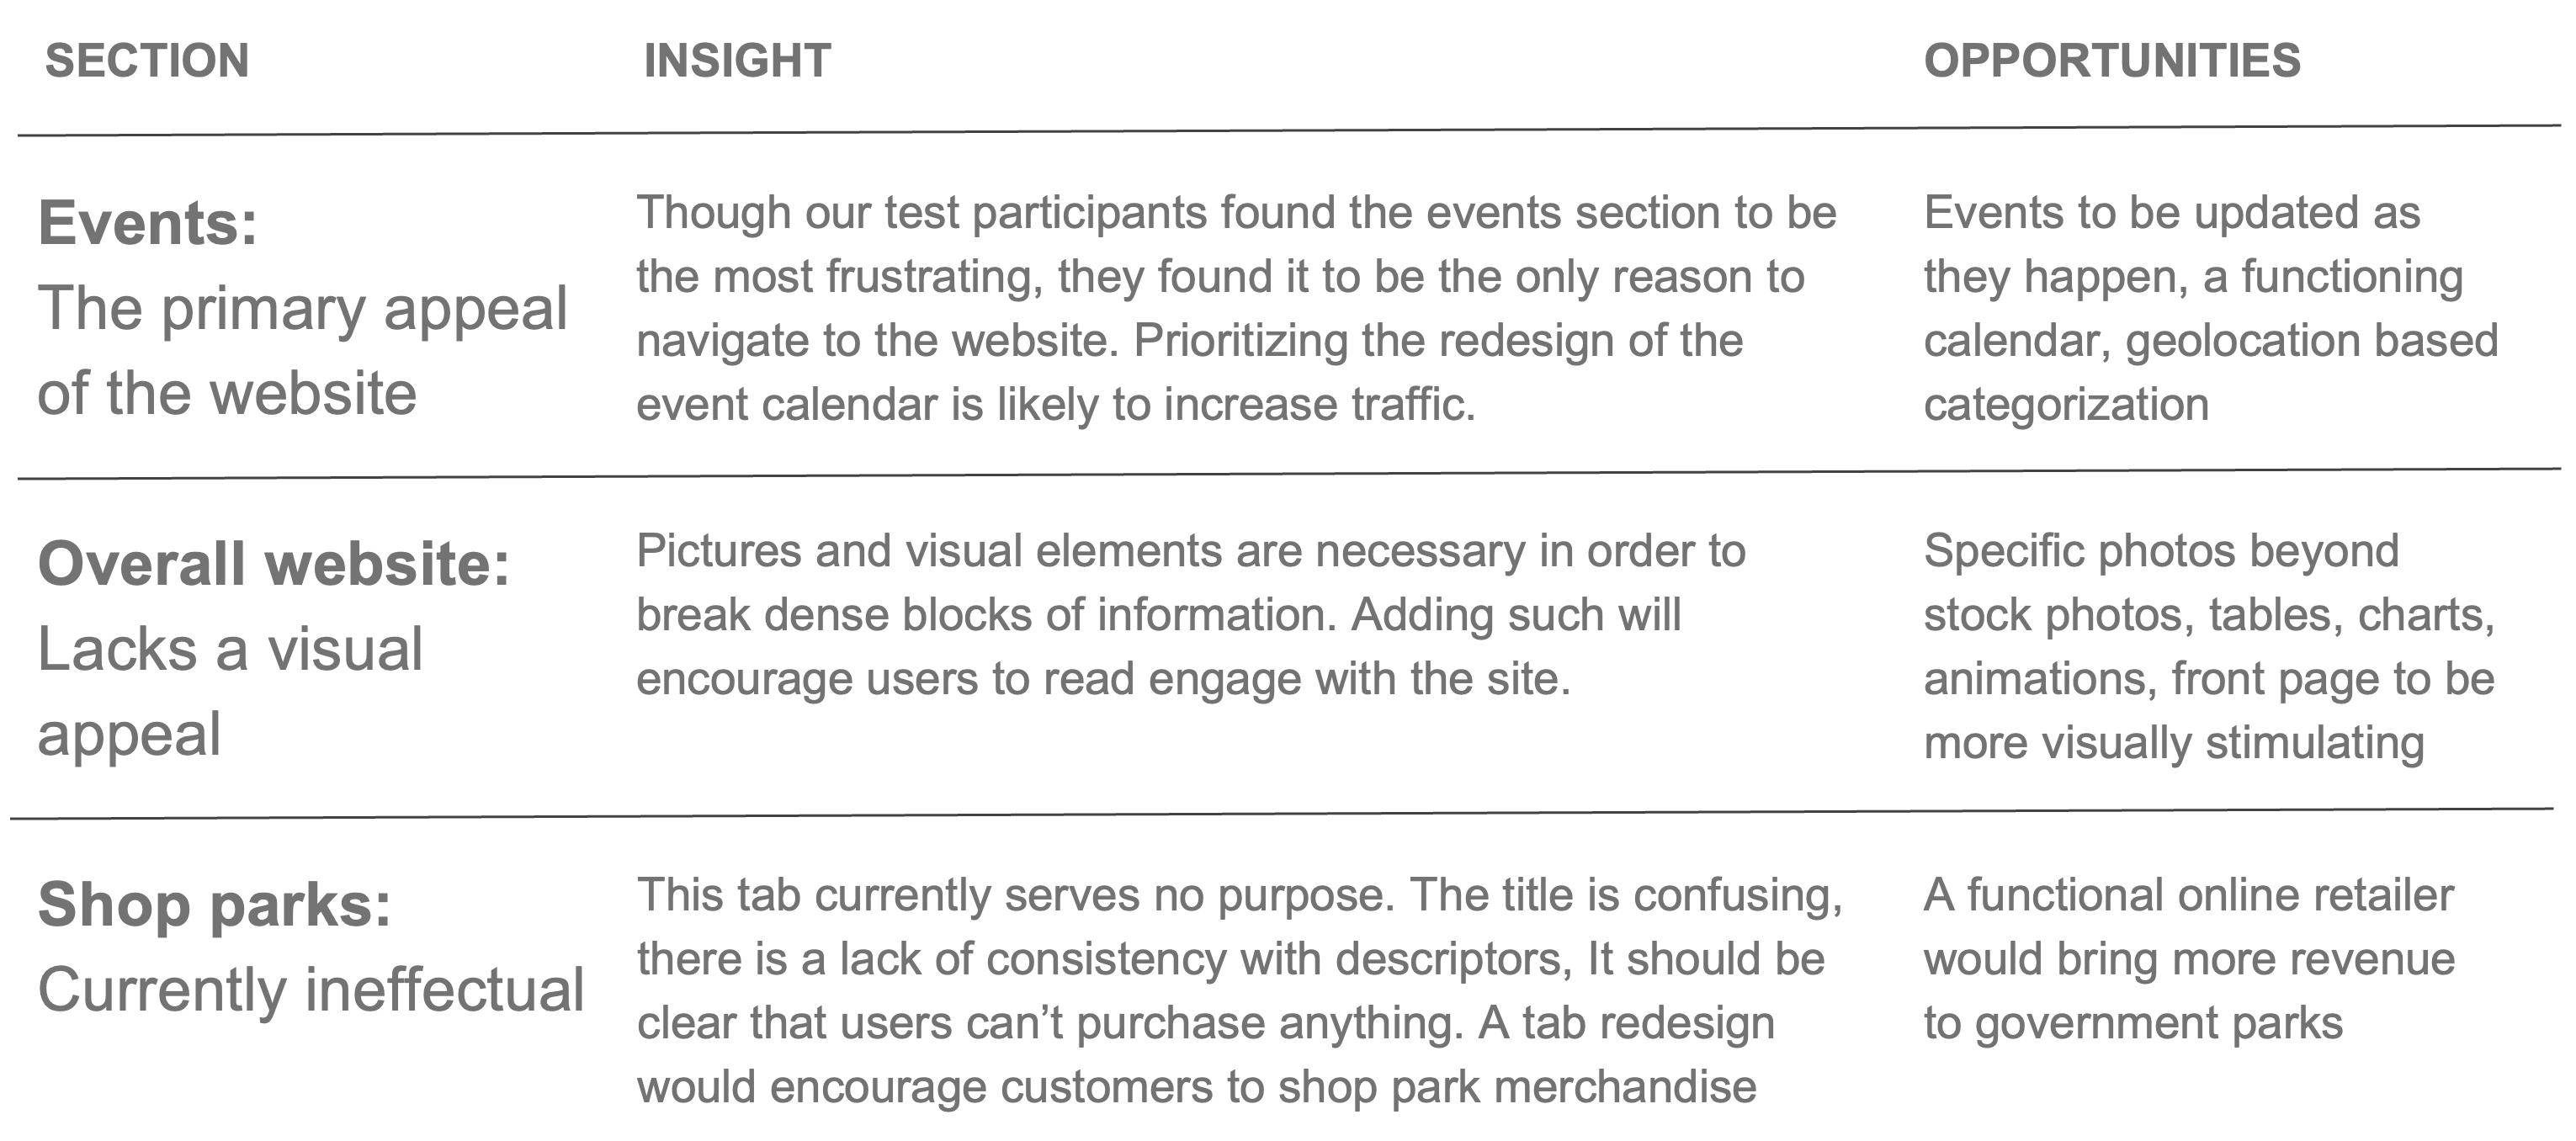 SECTION
INSIGHT
OPPORTUNITIES
Events:
The primary appeal
of the website
Though our test participants found the events section to be
the most frustrating, they found it to be the only reason to
navigate to the website. Prioritizing the redesign of the
event calendar is likely to increase traffic.
Events to be updated as
they happen, a functioning
calendar, geolocation based
categorization
Overall website:
Lacks a visual
appeal
Pictures and visual elements are necessary in order to
break dense blocks of information. Adding such will
encourage users to read engage with the site.
Specific photos beyond
stock photos, tables, charts,
animations, front page to be
more visually stimulating
Shop parks:
Currently ineffectual
This tab currently serves no purpose. The title is confusing,
there is a lack of consistency with descriptors, It should be
clear that users can’t purchase anything. A tab redesign
would encourage customers to shop park merchandise
A functional online retailer
would bring more revenue
to government parks